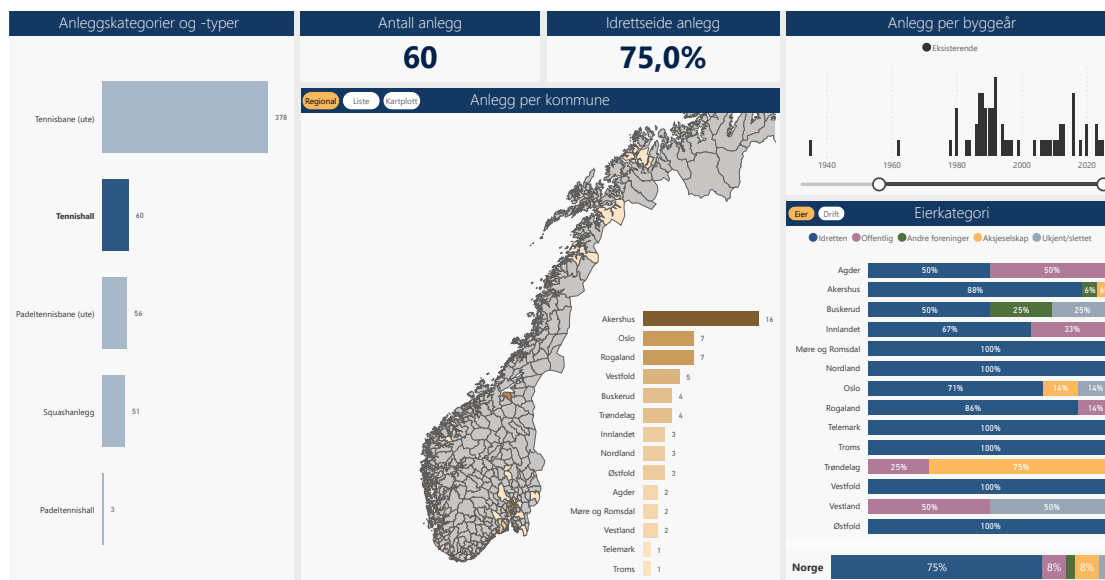 Anleggskategorier og -typer
Tennisbane (ute) 378
Tennishall 60
Padeltennisbane (ute) 56
Squashanlegg 51
Padeltennishall 3
Antall anlegg
60
Idrettseide anlegg
75,0%
Regional Liste Kartplott Anlegg per kommune
Akershus 16
Oslo 7
Rogaland 7
Vestfold 5
Buskerud 4
Trøndelag 4
Innlandet 3
Nordland 3
Østfold 3
Agder 2
Møre og Romsdal 2
Vestland 2
Telemark 1
Troms 1
Anlegg per byggeår
Eksisterende
1940 1960 1980 2000 2020
Eier Drift Eierkategori
Idretten Offentlig Andre foreninger Aksjeselskap Ukjent/slettet
Agder 50% 50%
Akershus 88% 6%
Buskerud 50% 25% 25%
Innlandet 67% 33%
Møre og Romsdal 100%
Nordland 100%
Oslo 71% 14% 14%
Rogaland 86% 14%
Telemark 100%
Troms 100%
Trøndelag 25% 75%
Vestfold 100%
Vestland 50% 50%
Østfold 100%
Norge 75% 8% 8%